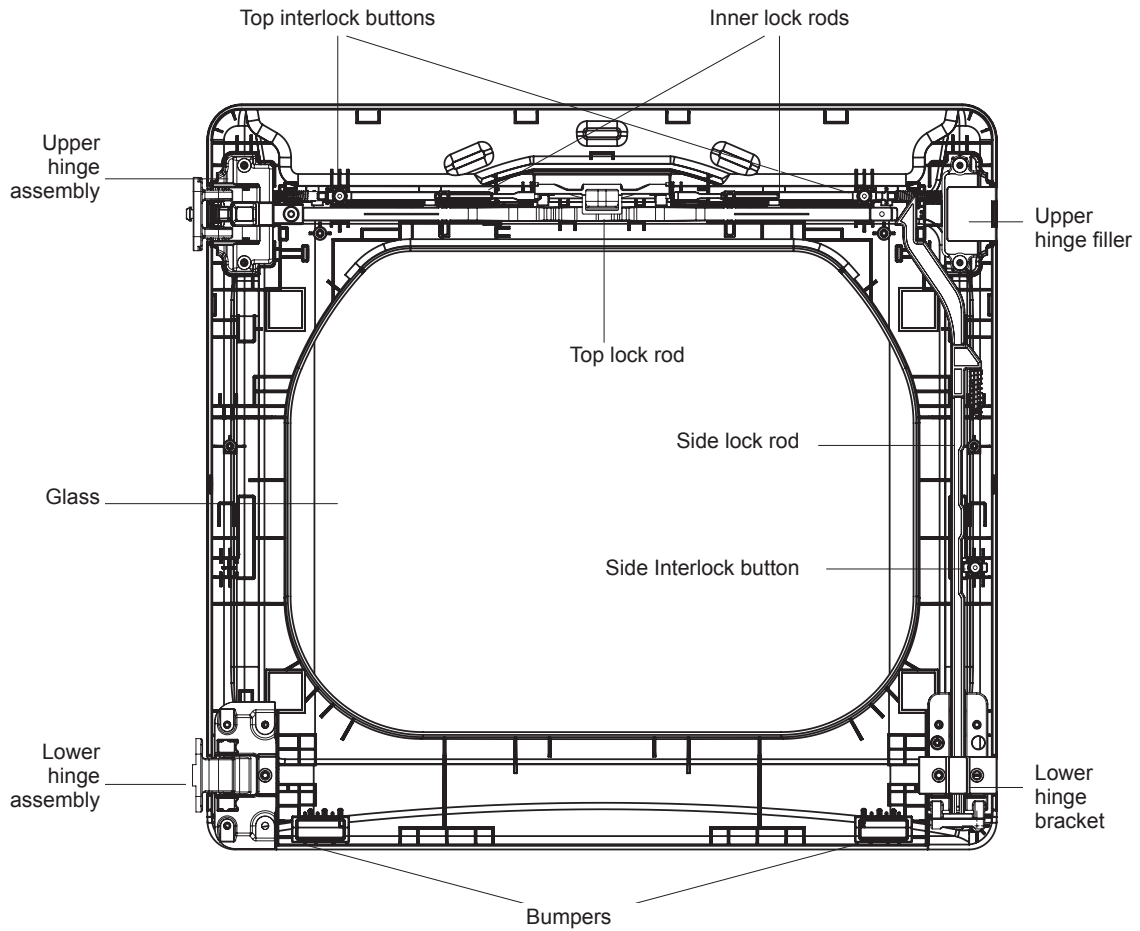 Top interlock buttons
Inner lock rods
Upper
hinge
assembly
Upper
hinge filler
Top lock rod
Side lock rod
Glass
Side Interlock button
Lower
hinge
assembly
Lower
hinge
bracket
Bumpers